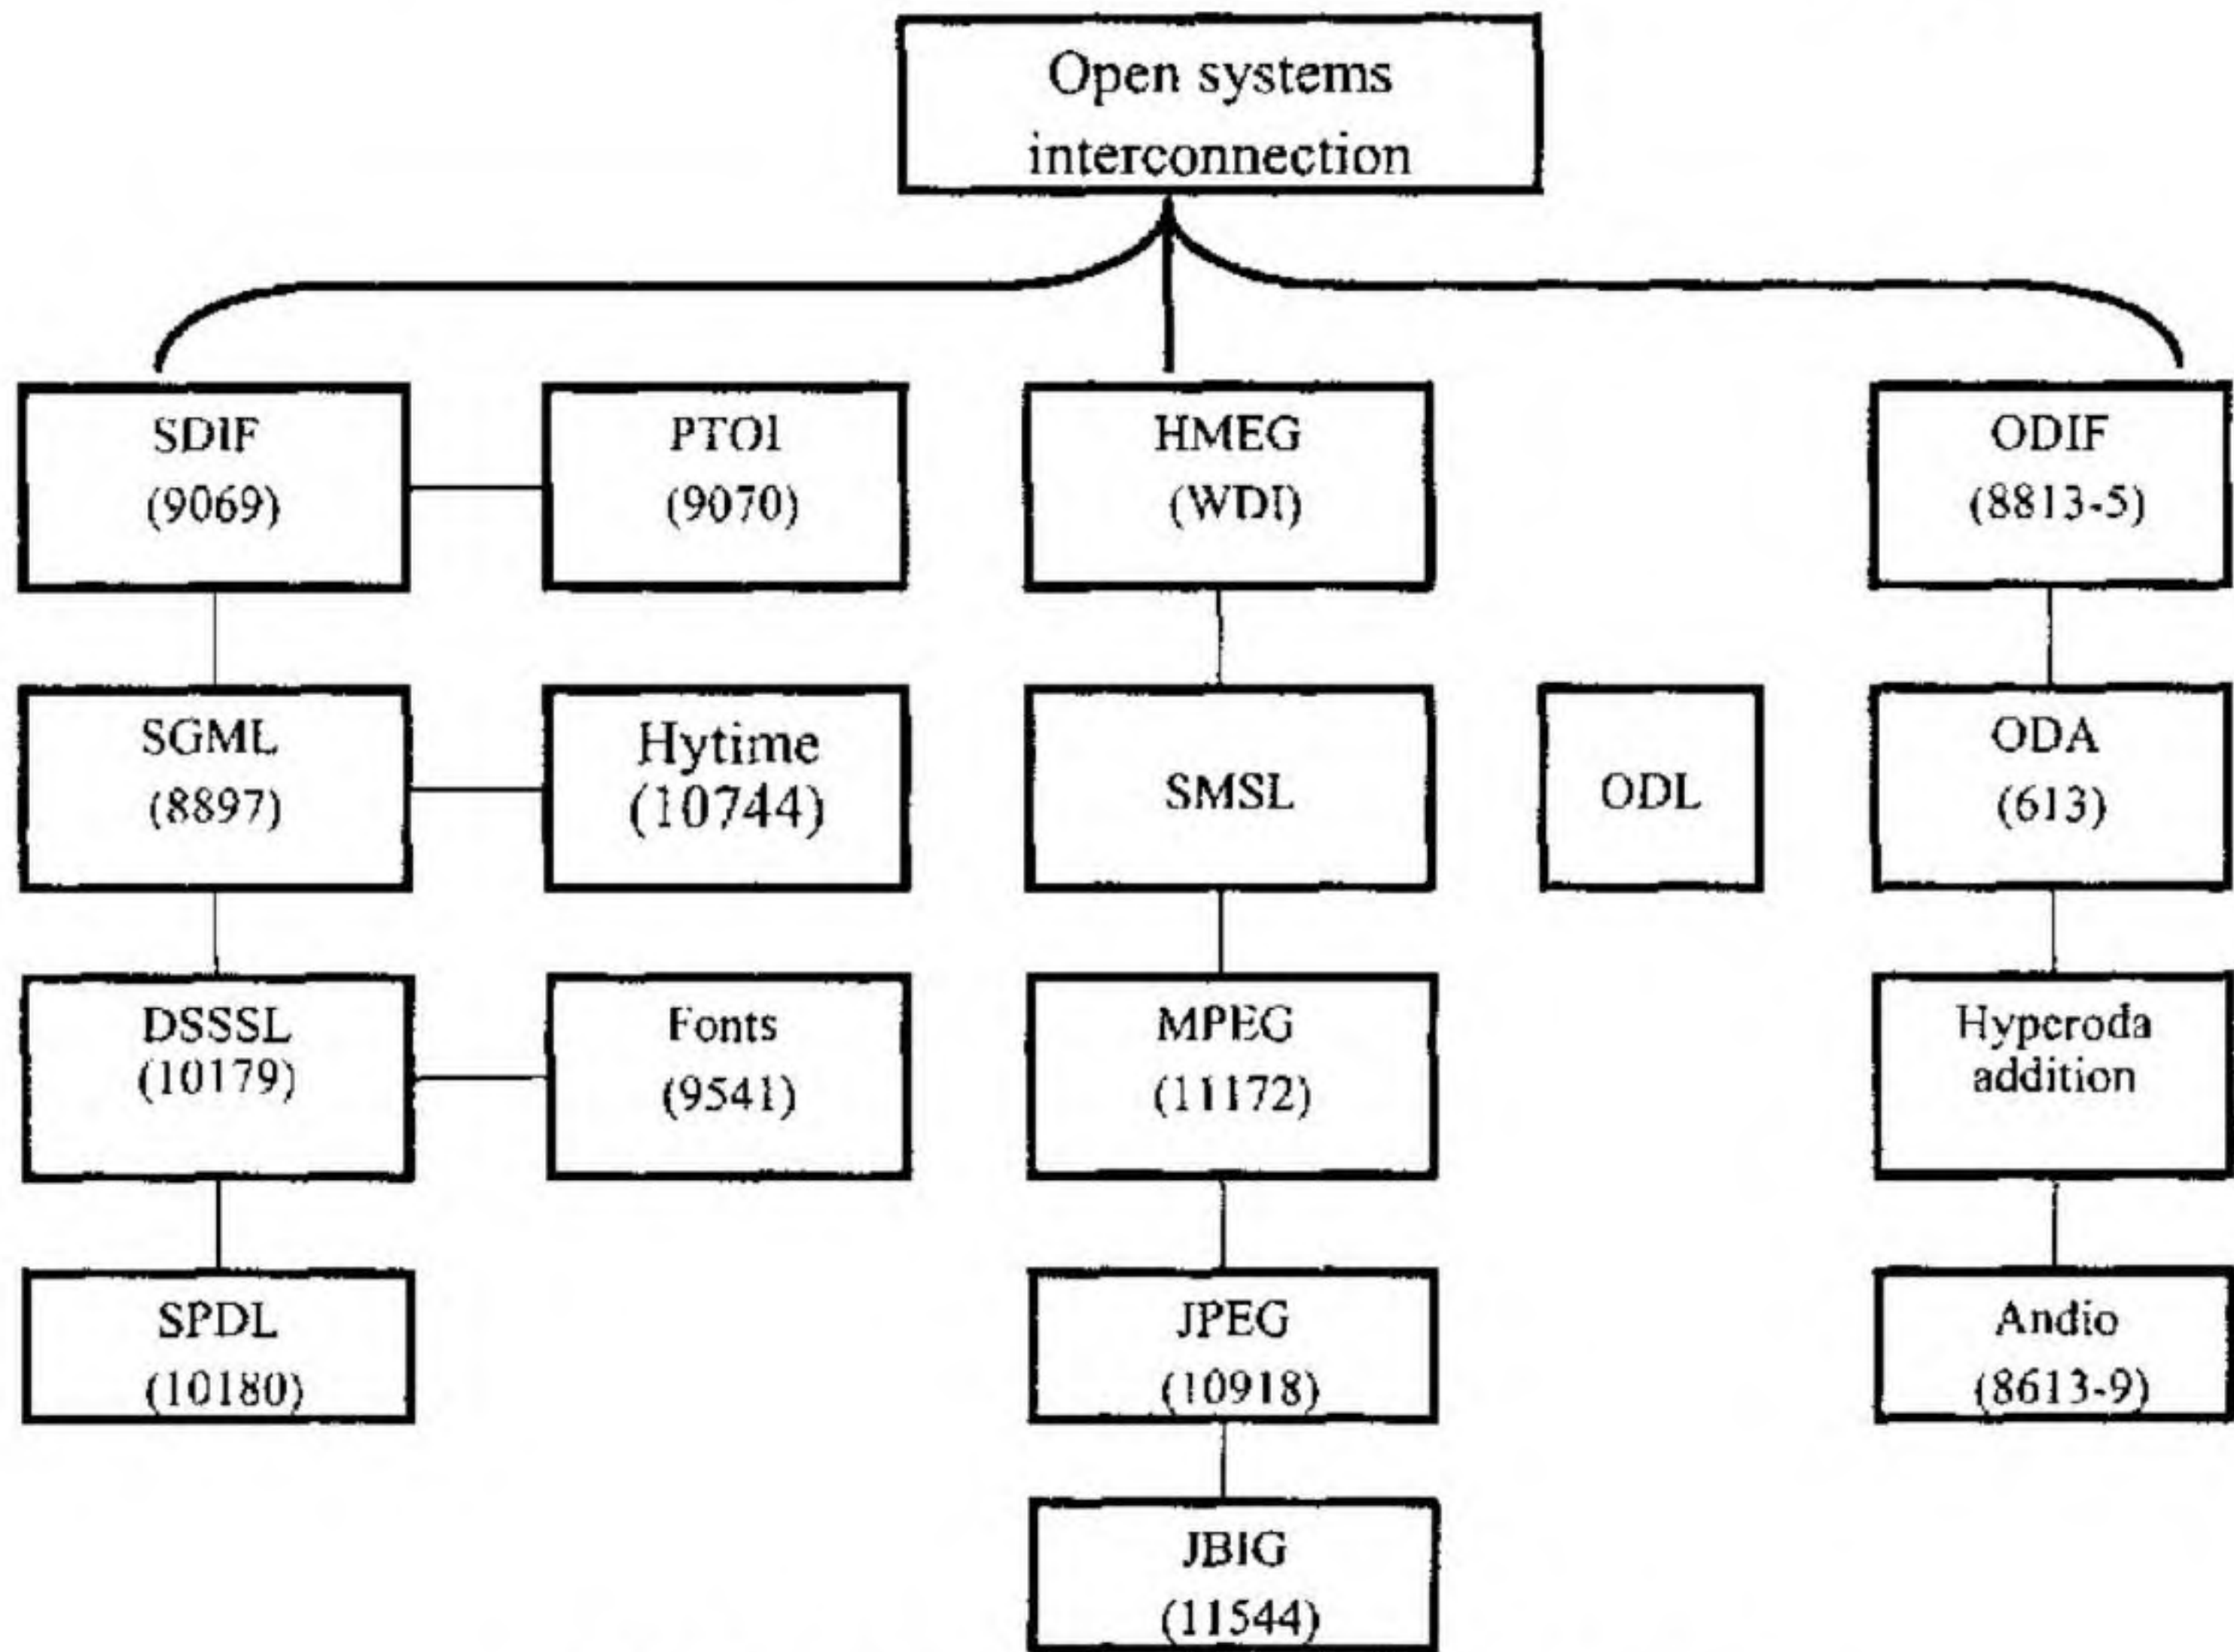 Open systems
interconnection
SDIF
(9069)
PTOI
(9070)
HMEG
(WDI)
ODIF
(8813-5)
SGML
(8897)
Hytime
(10744)
SMSL
ODL
ODA
(613)
DSSSL
(10179)
Fonts
(9541)
MPEG
(11172)
Hyperoda
addition
SPDL
(10180)
JPEG
(10918)
Andio
(8613-9)
JBIG
(11544)